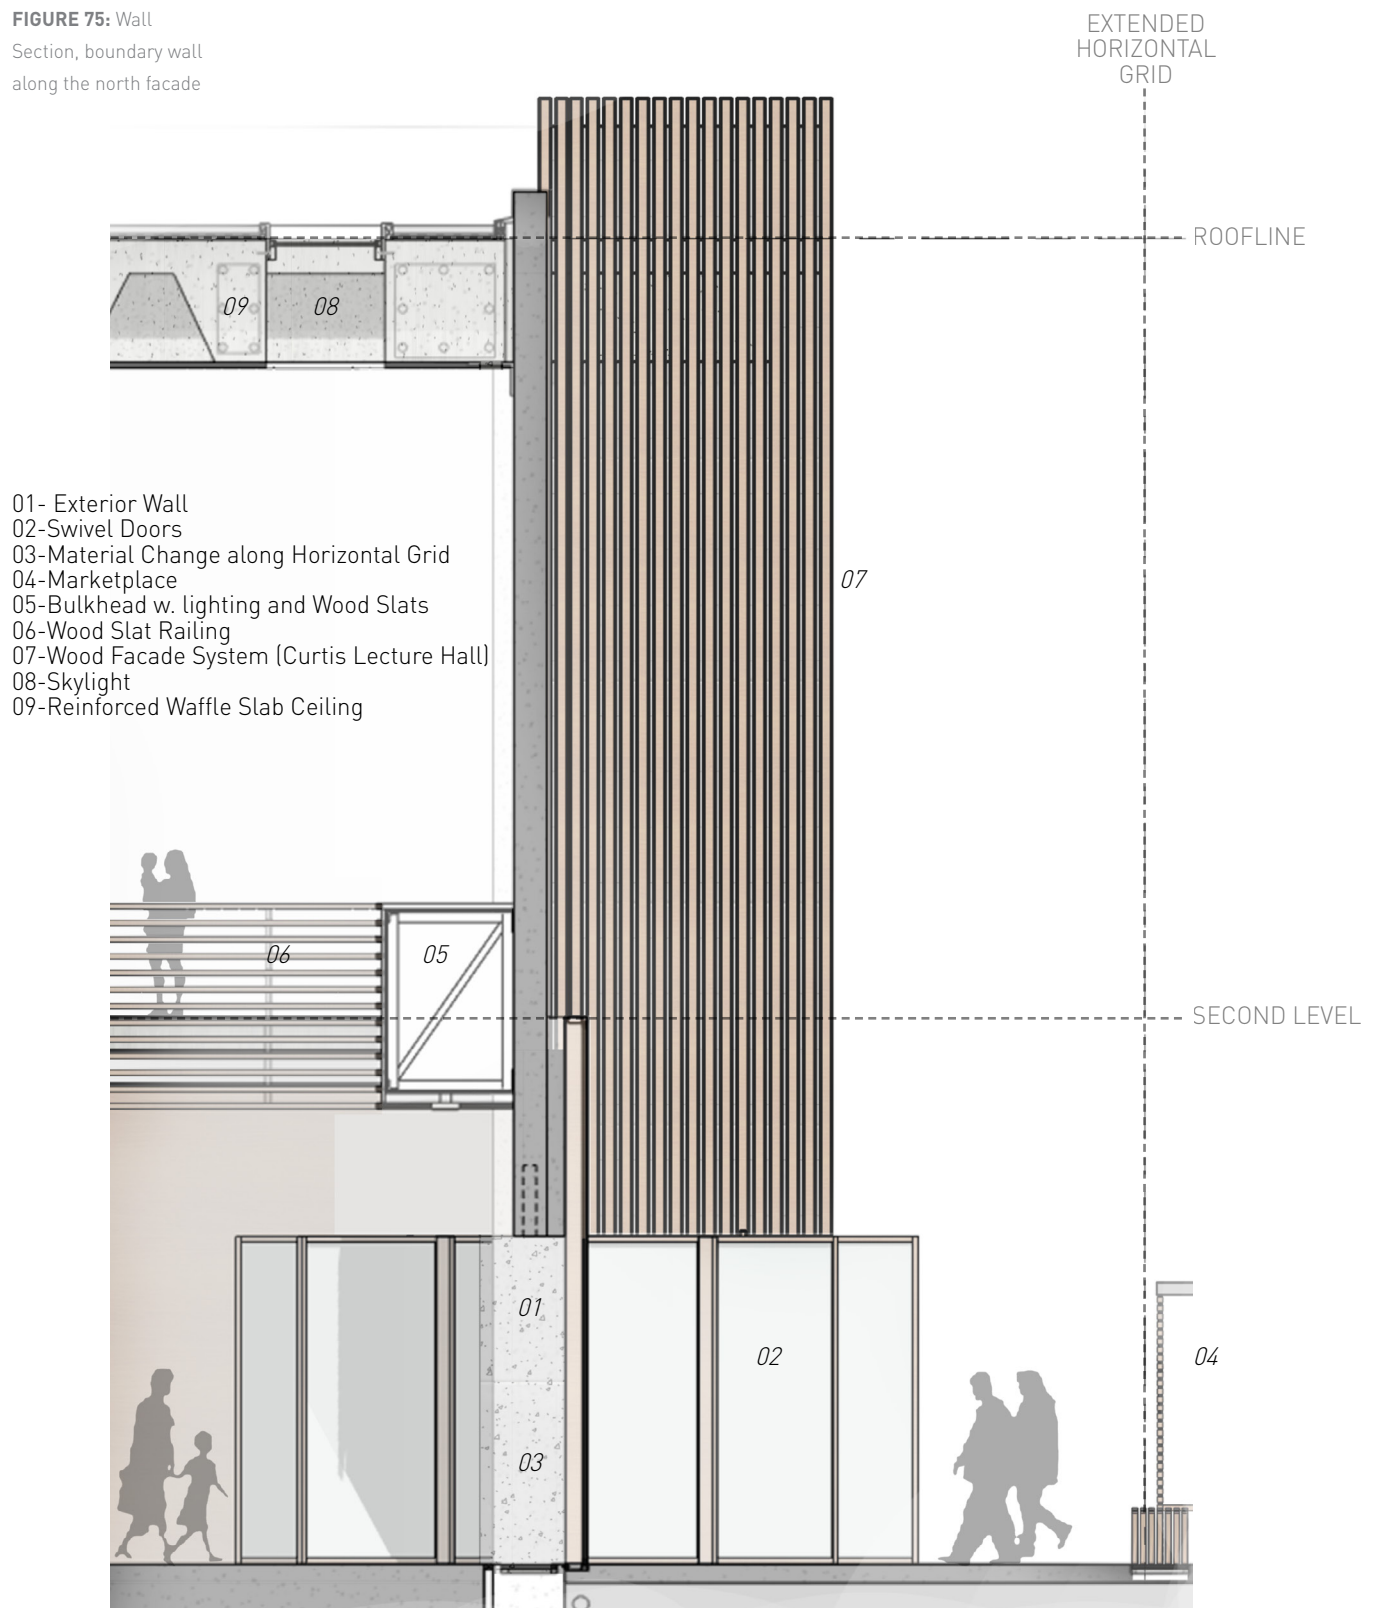 FIGURE 75: Wall
Section, boundary wall
along the north facade
EXTENDED
HORIZONTAL
GRID
ROOFLINE
09
08
01- Exterior Wall
02-Swivel Doors
03-Material Change along Horizontal Grid
04-Marketplace
05-Bulkhead w. lighting and Wood Slats
06-Wood Slat Railing
07-Wood Facade System (Curtis Lecture Hall)
08-Skylight
09-Reinforced Waffle Slab Ceiling
07
06
05
SECOND LEVEL
01
02
04
03